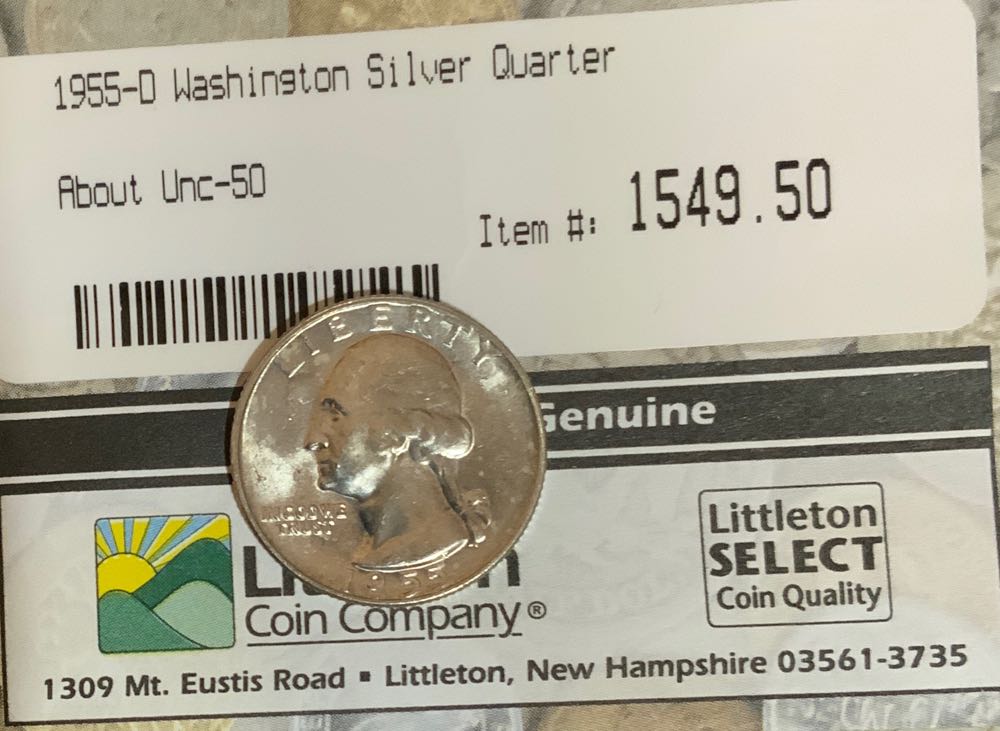 1955-D Washington Silver Quarter
About Unc-50
Item #: 1549.50
LIBERTY
Genuine
IN GOD WE
TRUST
1955
Littleton
SELECT
Coin Quality
Coin Company®
1309 Mt. Eustis Road ▪ Littleton, New Hampshire 03561-3735